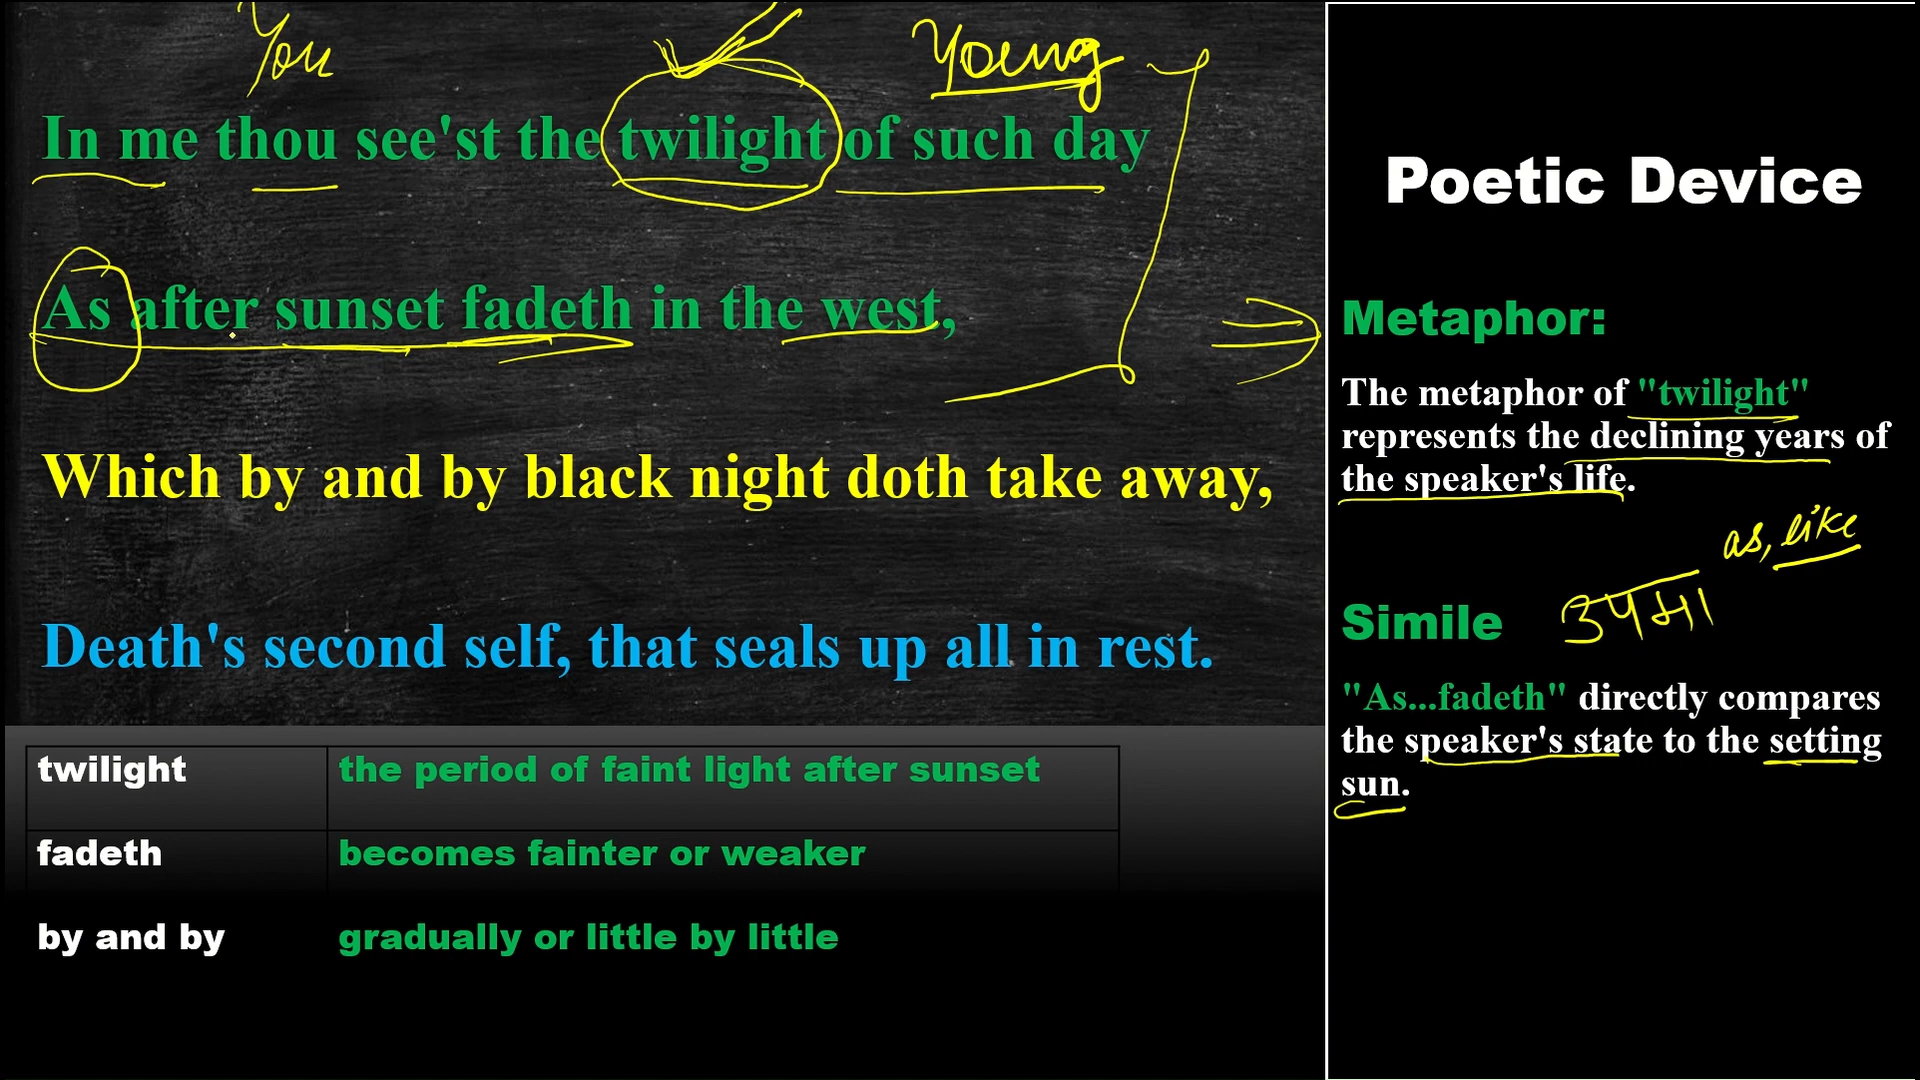 You
Young
In me thou see'st the twilight of such day
As after sunset fadeth in the west,
Which by and by black night doth take away,
Death's second self, that seals up all in rest.
twilight the period of faint light after sunset
fadeth becomes fainter or weaker
by and by gradually or little by little
Poetic Device
Metaphor:
The metaphor of "twilight"
represents the declining years of
the speaker's life.
as, like
Simile उपमा
"As...fadeth" directly compares
the speaker's state to the setting
sun.